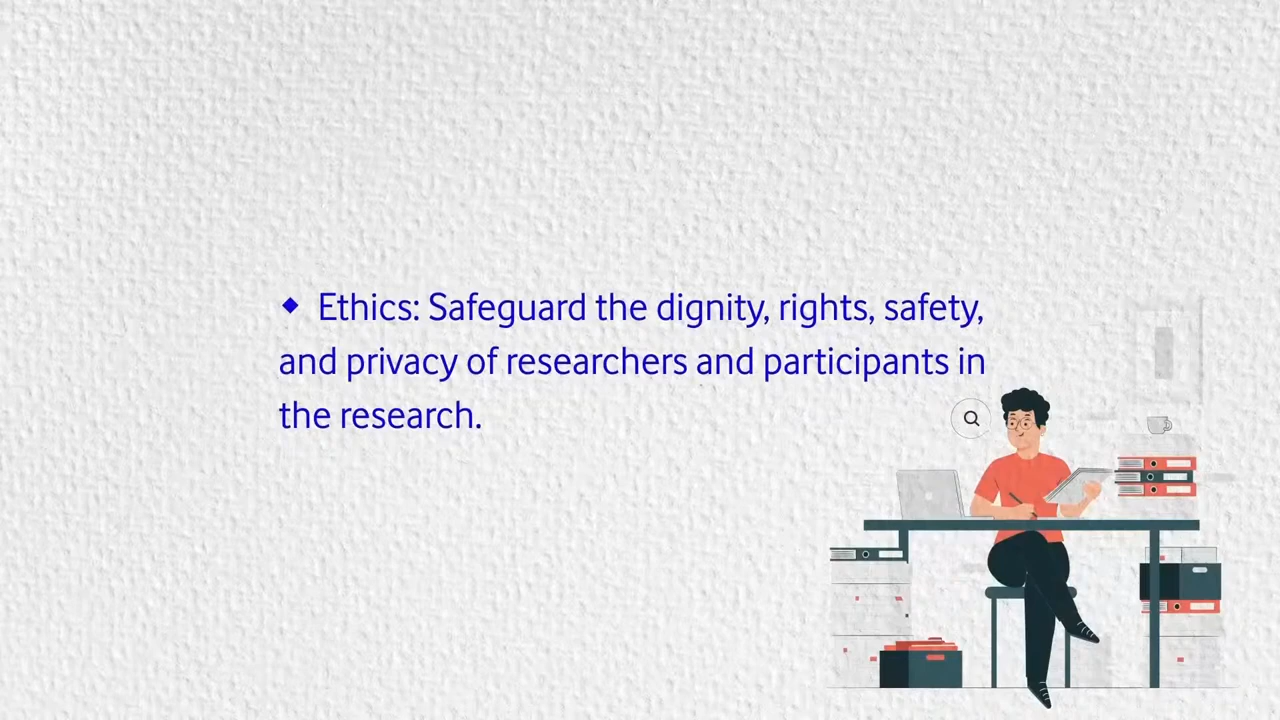 ◆ Ethics: Safeguard the dignity, rights, safety,
and privacy of researchers and participants in
the research.